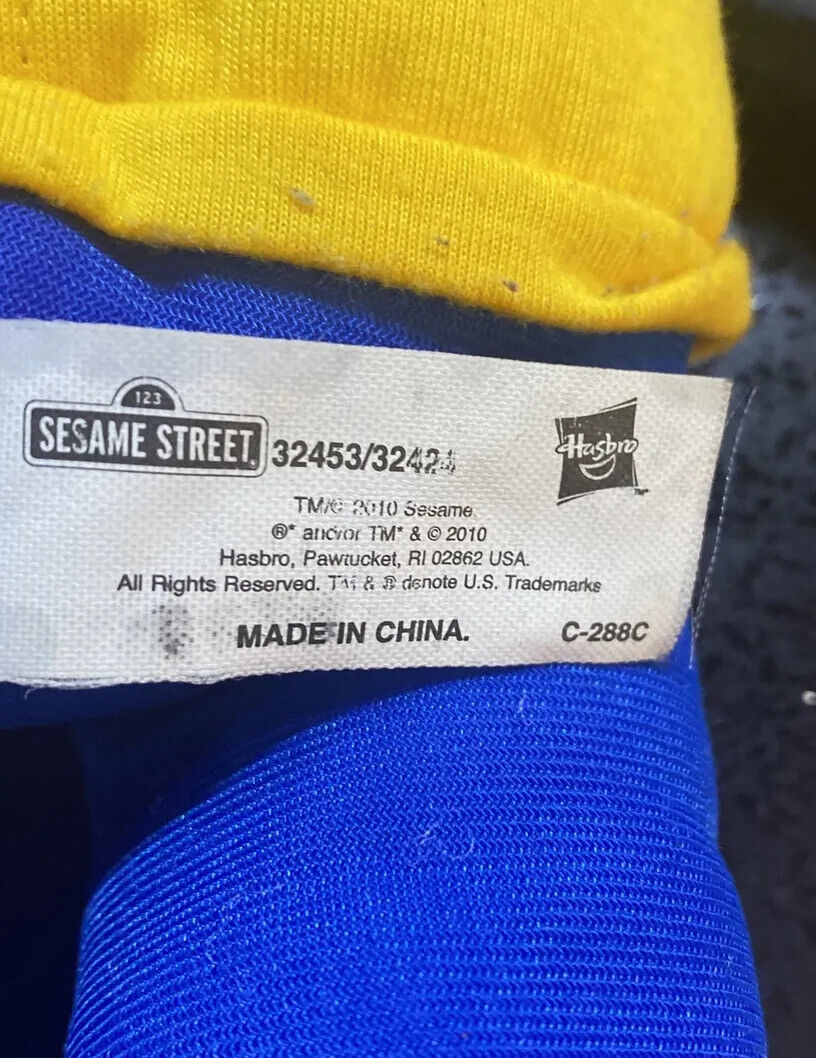 123
SESAME STREET 32453/32424
Hasbro
TM
TM/© 2010 Sesame.
®* and/or TM* & © 2010
Hasbro, Pawtucket, RI 02862 USA.
All Rights Reserved. TM & ® denote U.S. Trademarks
MADE IN CHINA. C-288C